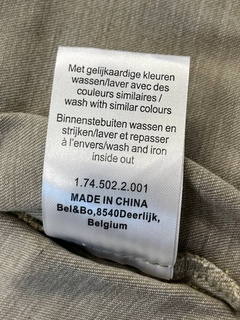 Met gelijkaardige kleuren
wassen/laver avec des
couleurs similaires /
wash with similar colours
Binnenstebuiten wassen en
strijken/laver et repasser
à l'envers/wash and iron
inside out
1.74.502.2.001
MADE IN CHINA
Bel&Bo,8540Deerlijk,
Belgium